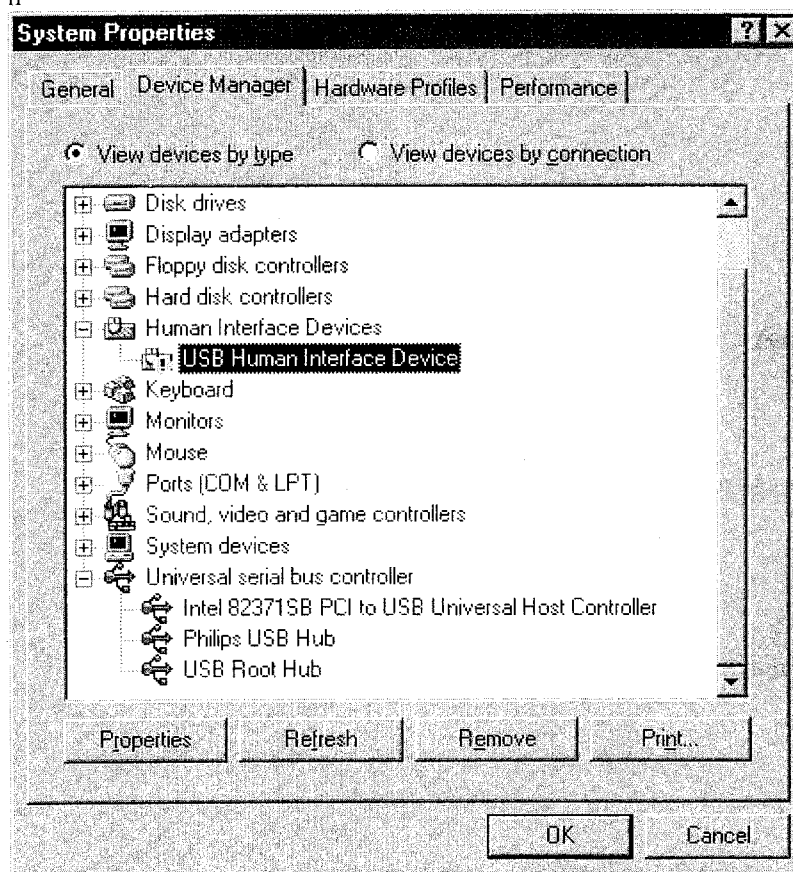 System Properties
General Device Manager Hardware Profiles Performance
View devices by type View devices by connection
Disk drives
Display adapters
Floppy disk controllers
Hard disk controllers
Human Interface Devices
USB Human Interface Device
Keyboard
Monitors
Mouse
Ports (COM & LPT)
Sound, video and game controllers
System devices
Universal serial bus controller
Intel 82371SB PCI to USB Universal Host Controller
Philips USB Hub
USB Root Hub
Properties Refresh Remove Print...
OK Cancel